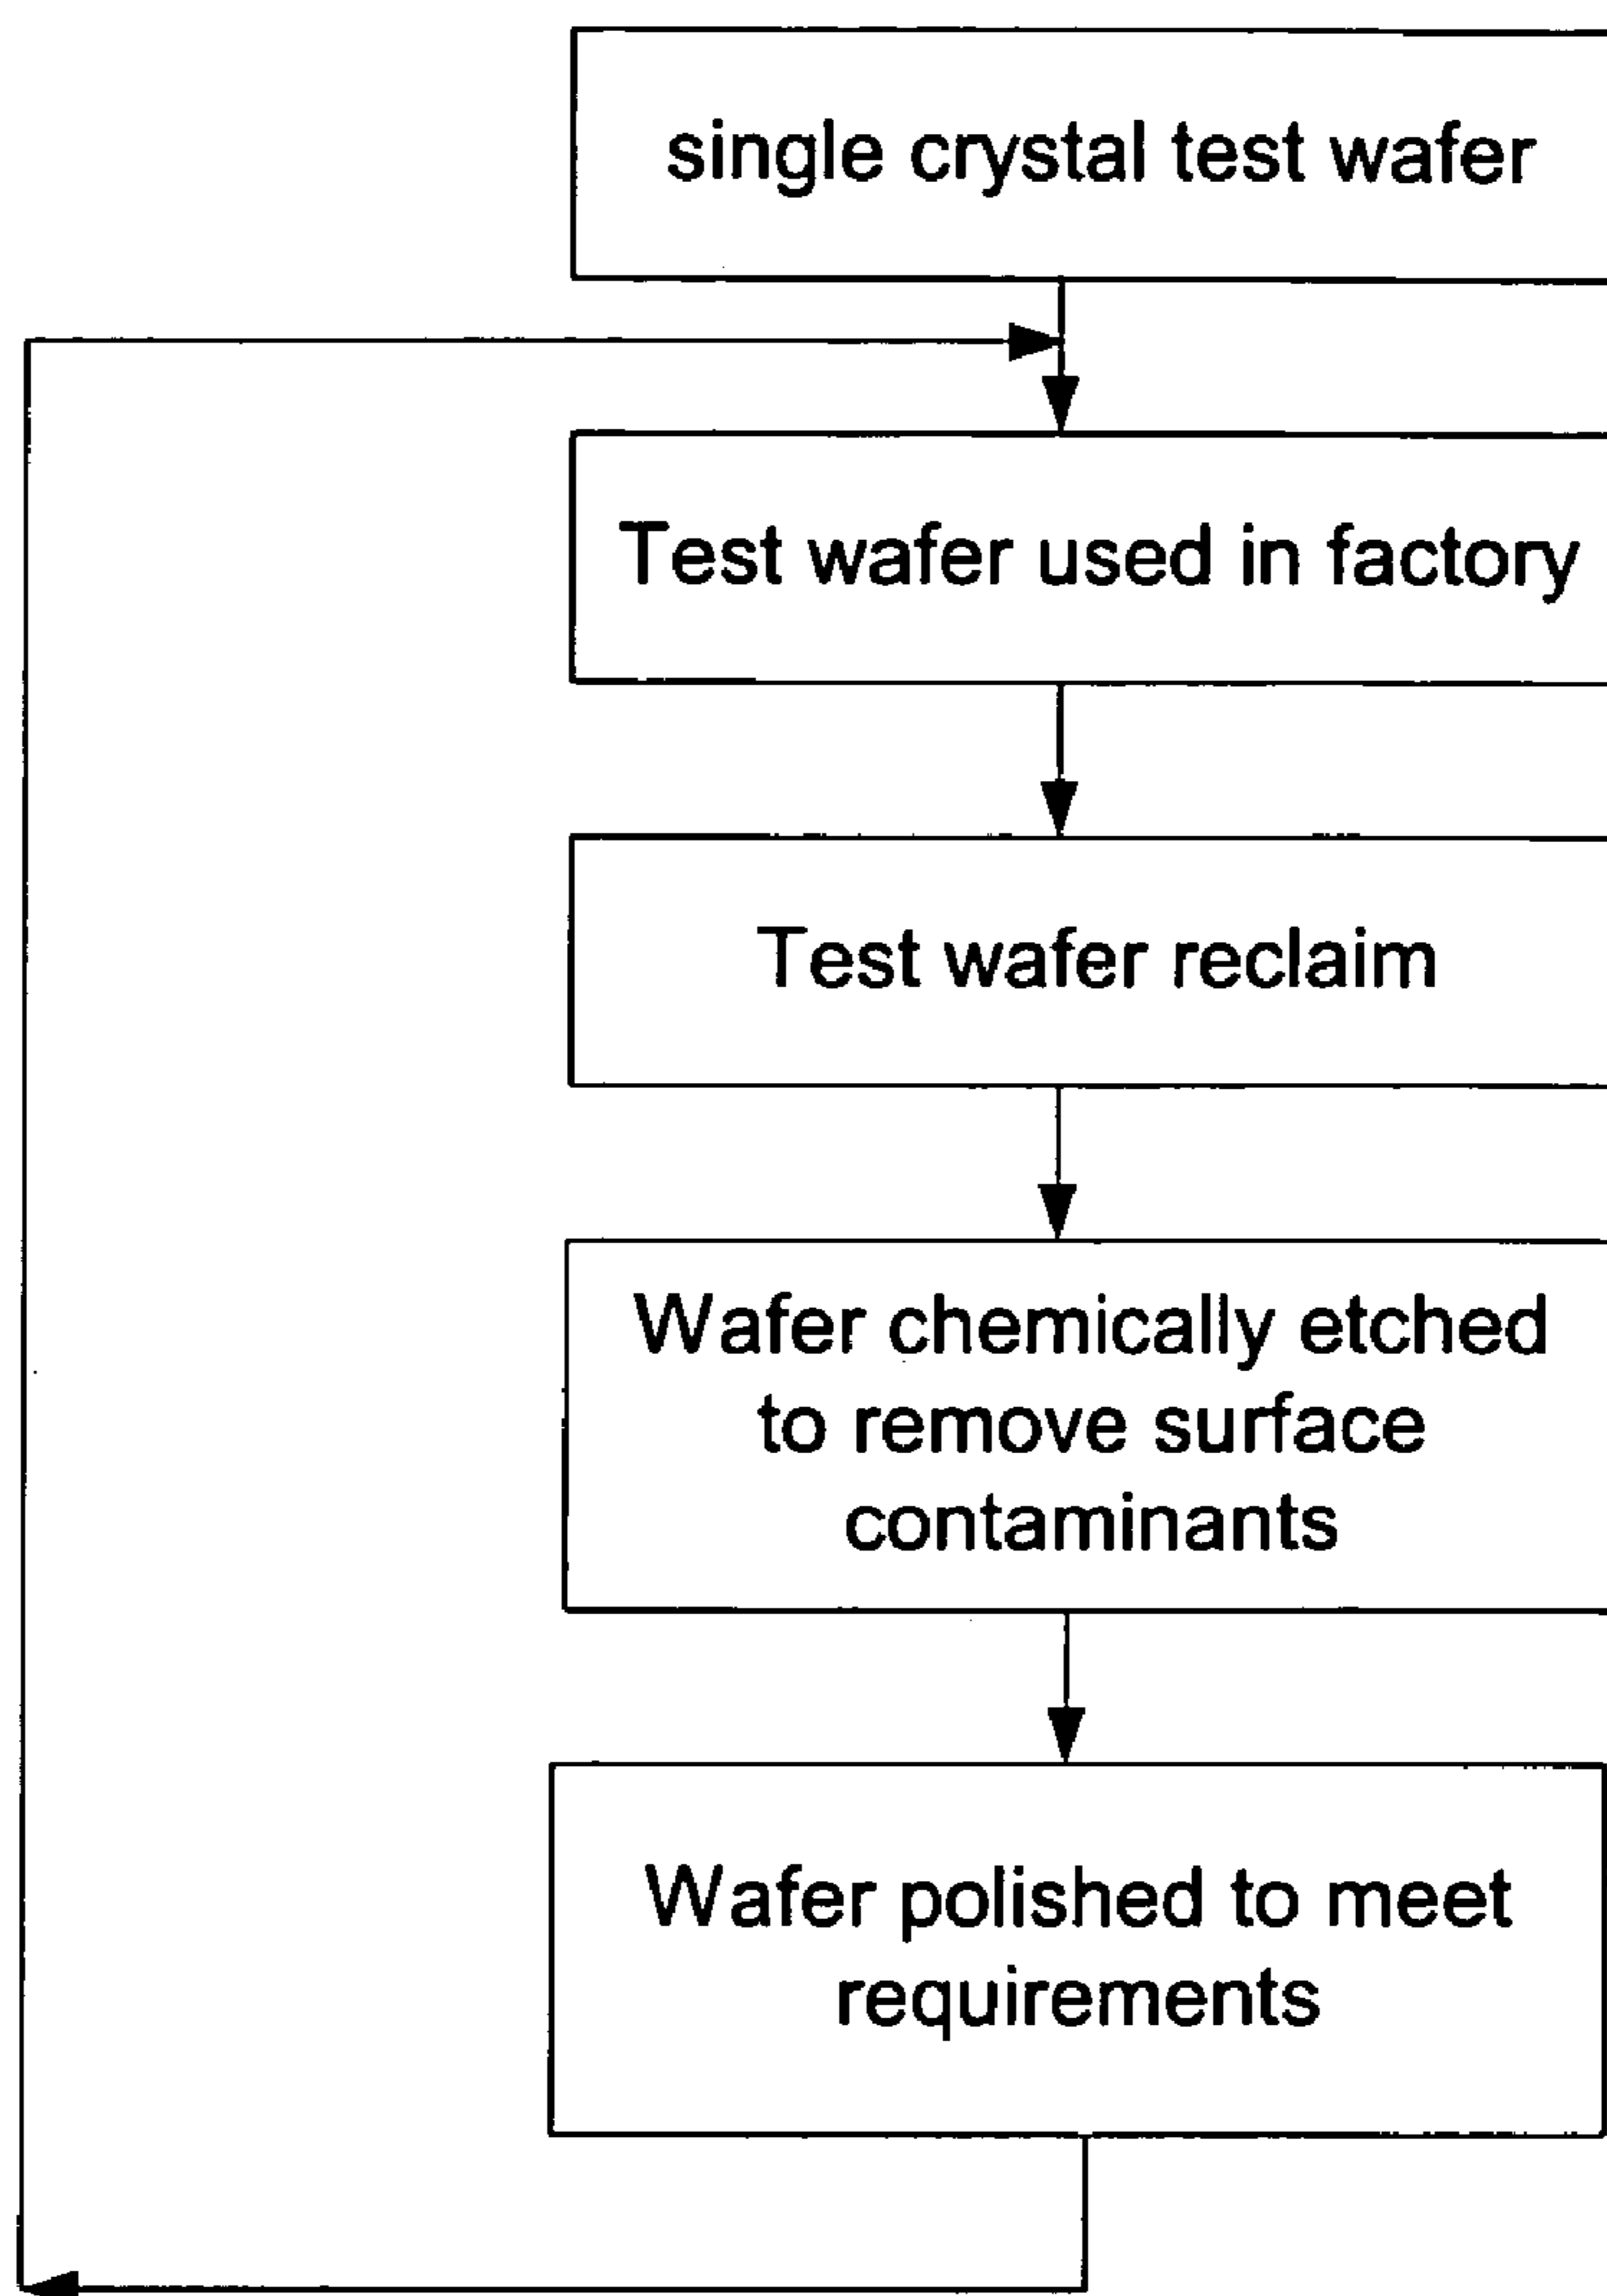 single crystal test wafer
Test wafer used in factory
Test wafer reclaim
Wafer chemically etched
to remove surface
contaminants
Wafer polished to meet
requirements